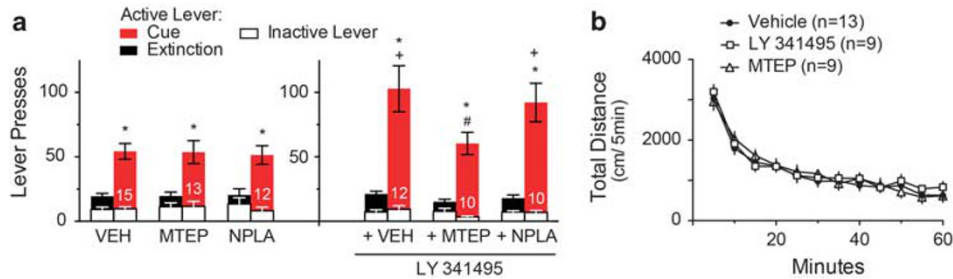 a
Active Lever:
Cue
Extinction
Inactive Lever
Lever Presses
100
50
0
15
13
12
VEH
MTEP
NPLA
* * *
100
50
*
+
*
#
+
*
12
10
10
+ VEH
+ MTEP
+ NPLA
LY 341495
b
Vehicle (n=13)
LY 341495 (n=9)
MTEP (n=9)
Total Distance
(cm/ 5min)
4000
2000
0
20
40
60
Minutes